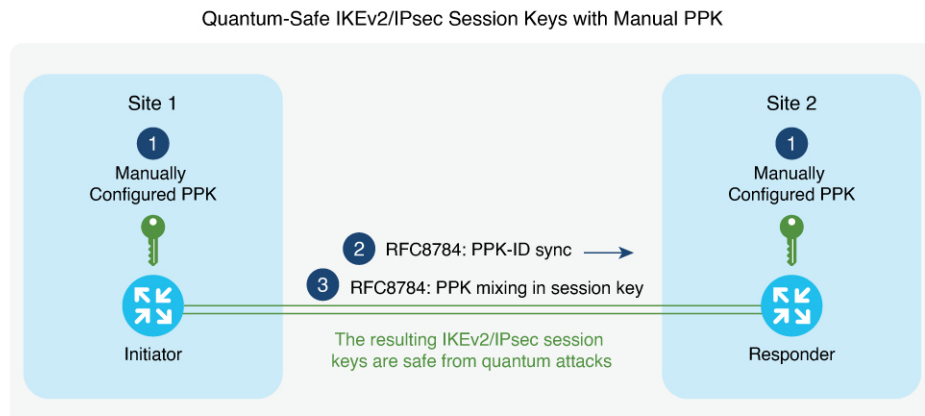 Quantum-Safe IKEv2/IPsec Session Keys with Manual PPK
Site 1
1
Manually
Configured PPK
Initiator
2 RFC8784: PPK-ID sync
3 RFC8784: PPK mixing in session key
The resulting IKEv2/IPsec session
keys are safe from quantum attacks
Site 2
1
Manually
Configured PPK
Responder